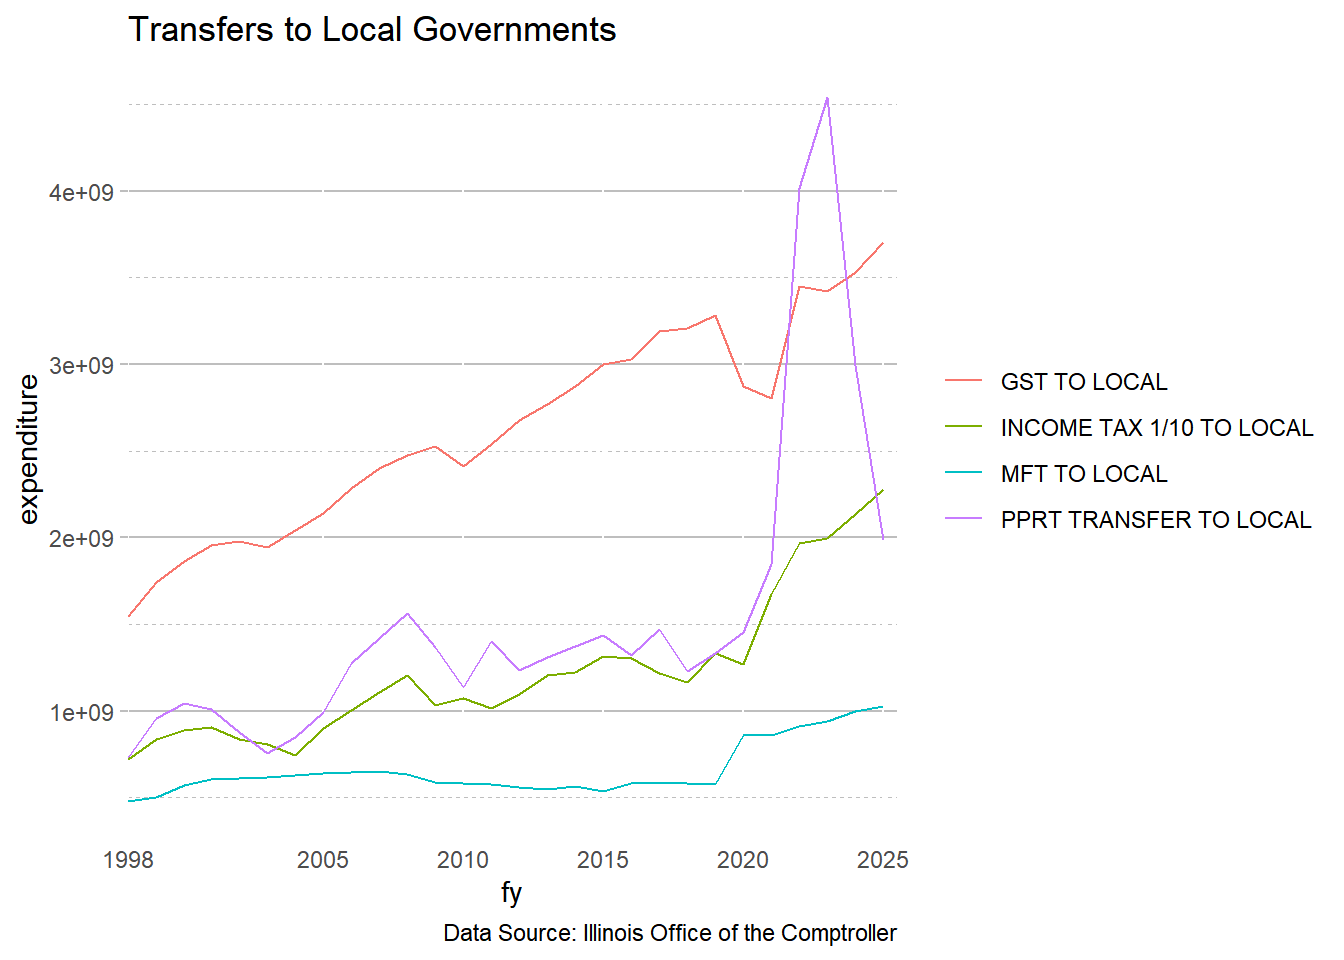 Transfers to Local Governments
4e+09
3e+09
2e+09
1e+09
expenditure
1998 2005 2010 2015 2020 2025
fy
GST TO LOCAL
INCOME TAX 1/10 TO LOCAL
MFT TO LOCAL
PPRT TRANSFER TO LOCAL
Data Source: Illinois Office of the Comptroller